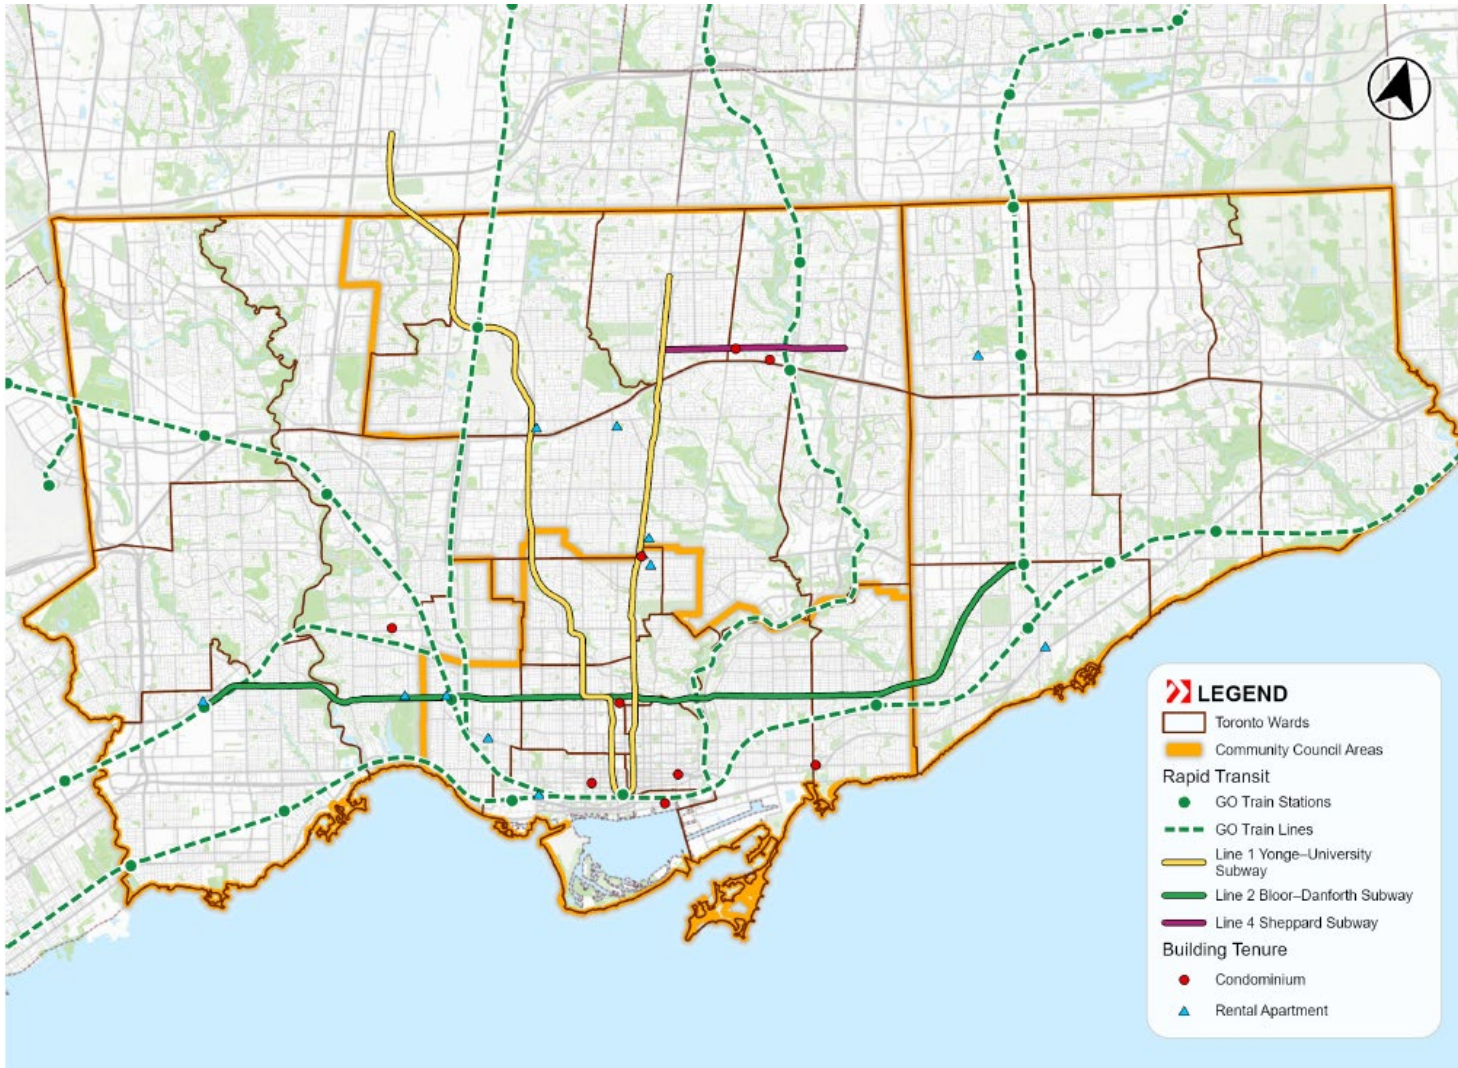 LEGEND
Toronto Wards
Community Council Areas
Rapid Transit
GO Train Stations
GO Train Lines
Line 1 Yonge–University
Subway
Line 2 Bloor–Danforth Subway
Line 4 Sheppard Subway
Building Tenure
Condominium
Rental Apartment